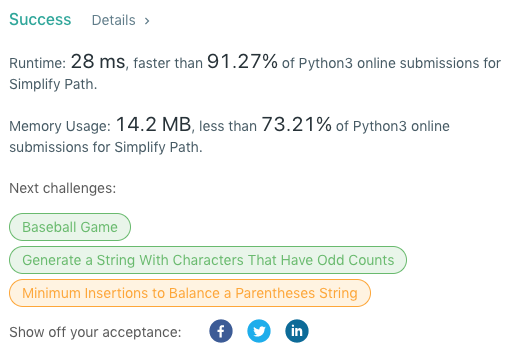 Success Details >
Runtime: 28 ms, faster than 91.27% of Python3 online submissions for
Simplify Path.
Memory Usage: 14.2 MB, less than 73.21% of Python3 online
submissions for Simplify Path.
Next challenges:
Baseball Game
Generate a String With Characters That Have Odd Counts
Minimum Insertions to Balance a Parentheses String
Show off your acceptance: f in